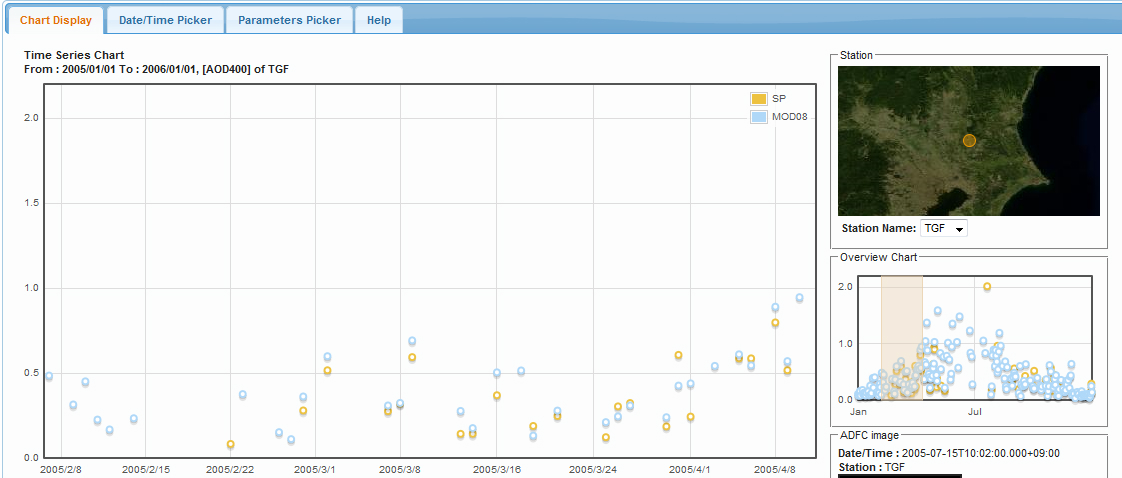 Chart Display Date/Time Picker Parameters Picker Help
Time Series Chart
From : 2005/01/01 To : 2006/01/01, [AOD400] of TGF
SP
MOD08
2.0
1.5
1.0
0.5
0.0
2005/2/8 2005/2/15 2005/2/22 2005/3/1 2005/3/8 2005/3/16 2005/3/24 2005/4/1 2005/4/8
Station
Station Name: TGF
Overview Chart
2.0
1.0
0.0
Jan Jul
ADFC image
Date/Time : 2005-07-15T10:02:00.000+09:00
Station : TGF